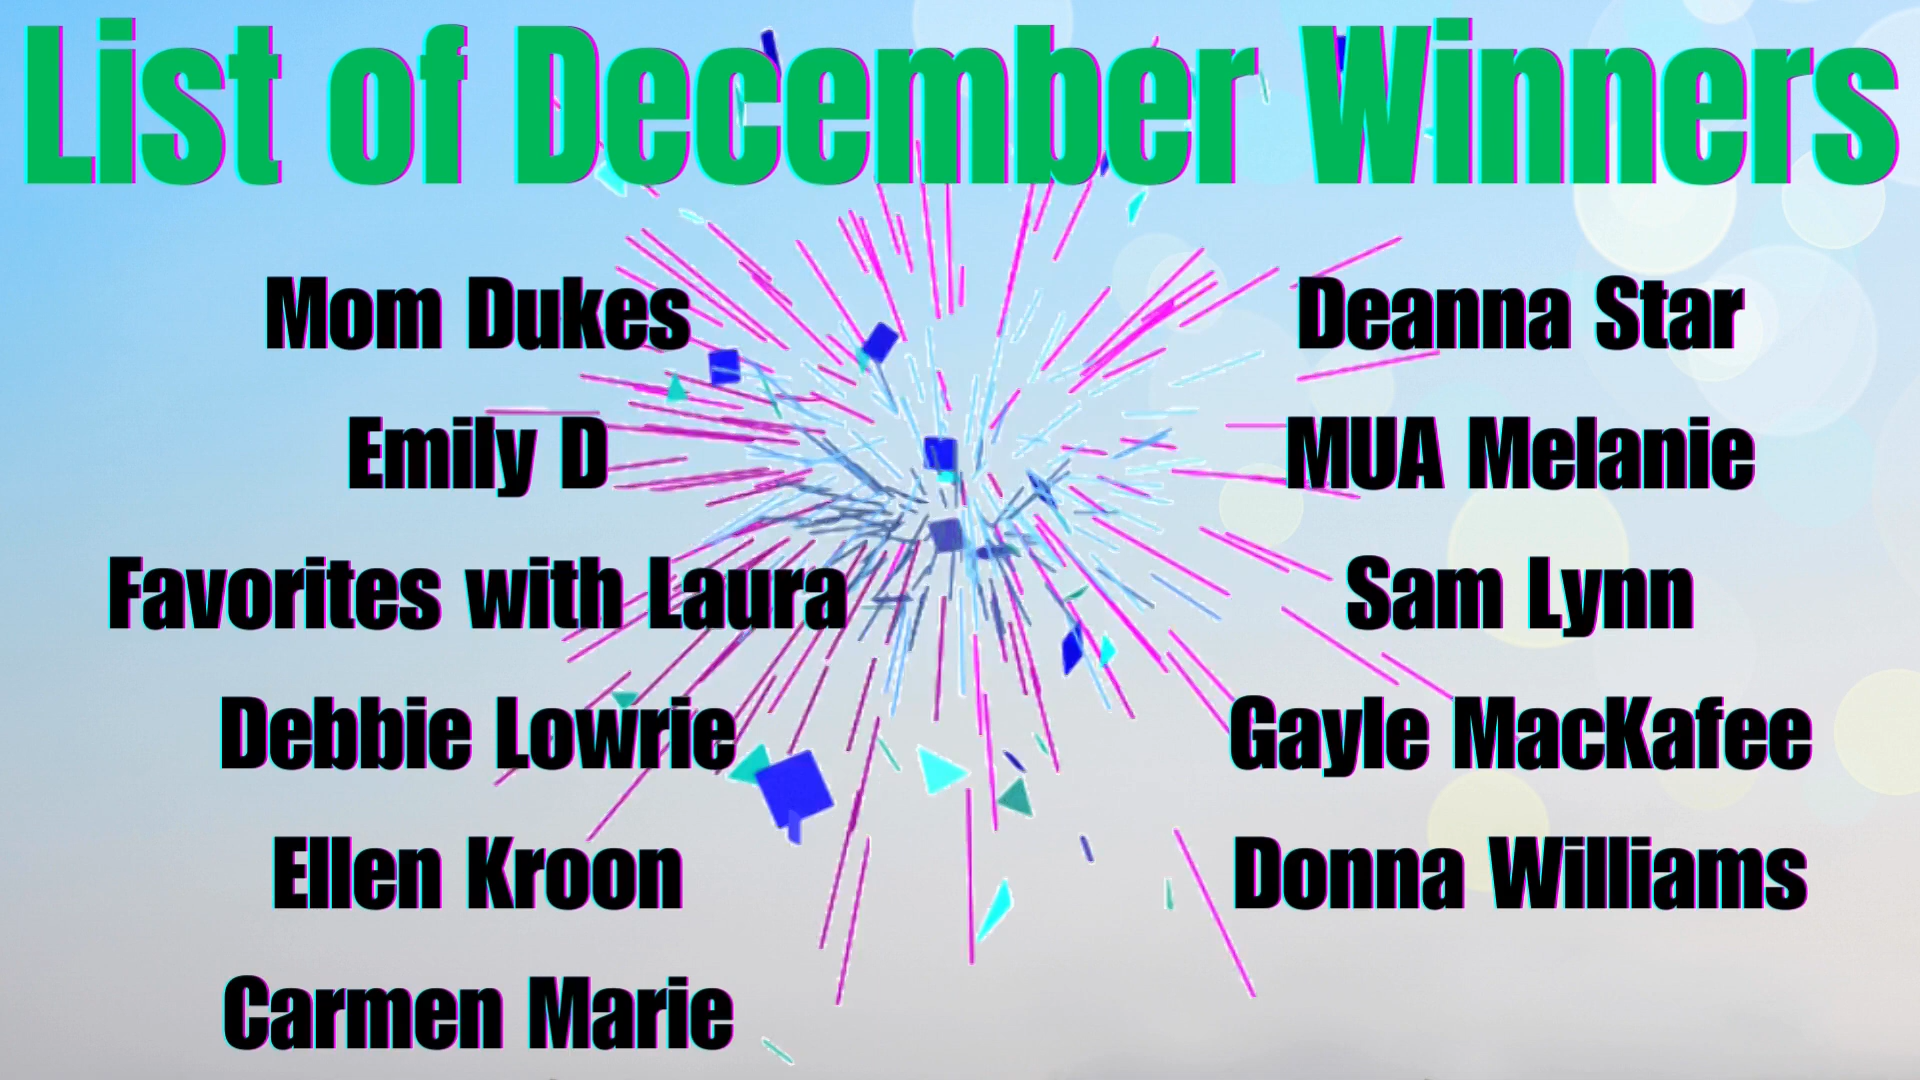 List of December Winners
Mom Dukes
Emily D
Favorites with Laura
Debbie Lowrie
Ellen Kroon
Carmen Marie
Deanna Star
MUA Melanie
Sam Lynn
Gayle MacKafee
Donna Williams